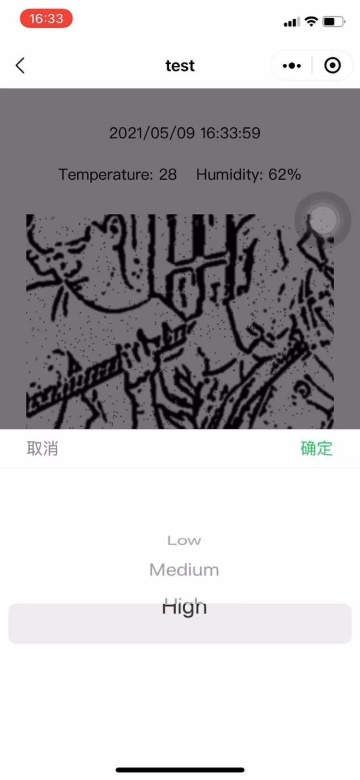 16:33
test
2021/05/09 16:33:59
Temperature: 28 Humidity: 62%
取消 确定
Low
Medium
High